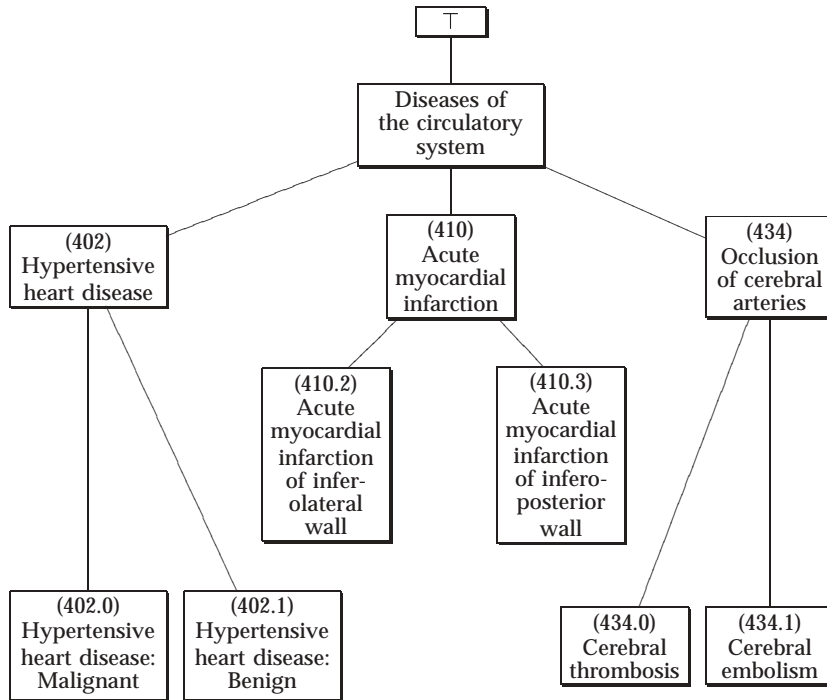 ⊤
Diseases of
the circulatory
system
(402)
Hypertensive
heart disease
(410)
Acute
myocardial
infarction
(434)
Occlusion
of cerebral
arteries
(410.2)
Acute
myocardial
infarction
of infer-
olateral
wall
(410.3)
Acute
myocardial
infarction
of infero-
posterior
wall
(402.0)
Hypertensive
heart disease:
Malignant
(402.1)
Hypertensive
heart disease:
Benign
(434.0)
Cerebral
thrombosis
(434.1)
Cerebral
embolism